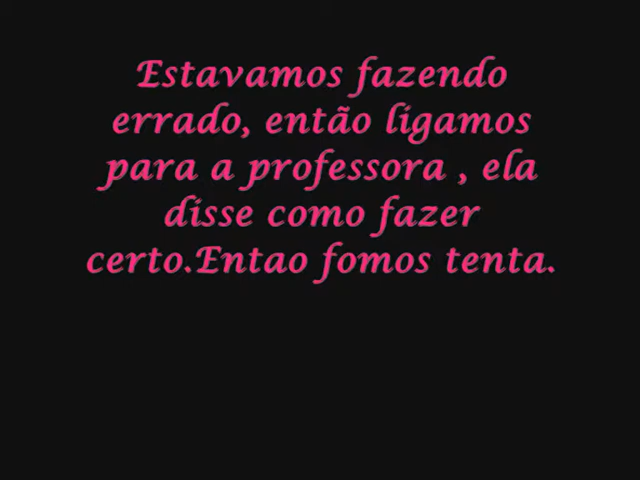 Estavamos fazendo
errado, então ligamos
para a professora , ela
disse como fazer
certo.Entao fomos tenta.